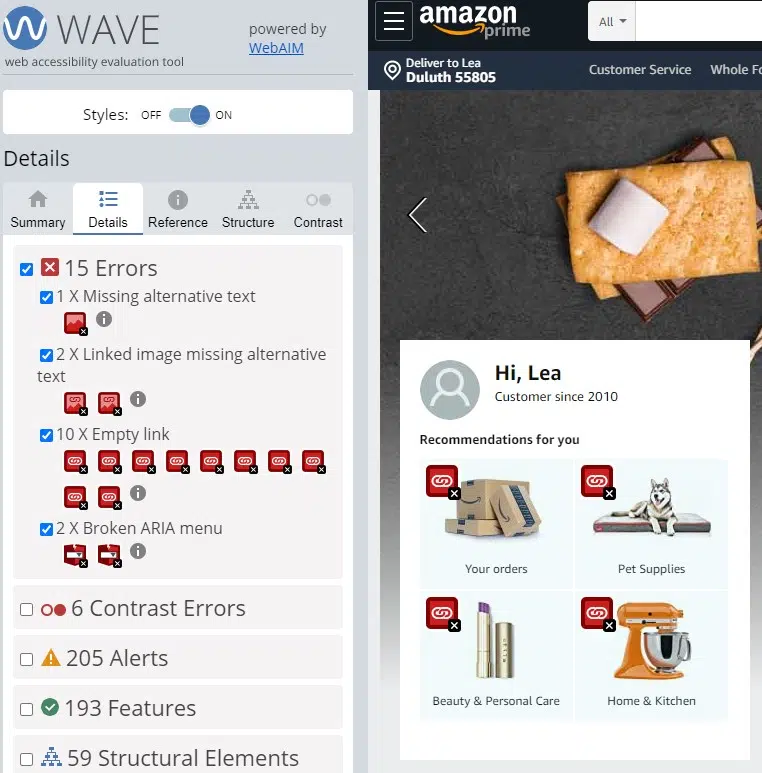 WAVE
powered by
WebAIM
web accessibility evaluation tool
Styles: OFF ON
Details
Summary Details Reference Structure Contrast
15 Errors
1 X Missing alternative text
2 X Linked image missing alternative
text
10 X Empty link
2 X Broken ARIA menu
6 Contrast Errors
205 Alerts
193 Features
59 Structural Elements
amazon
prime
All
Deliver to Lea
Duluth 55805
Customer Service Whole Fo
Hi, Lea
Customer since 2010
Recommendations for you
Your orders
Pet Supplies
Beauty & Personal Care
Home & Kitchen